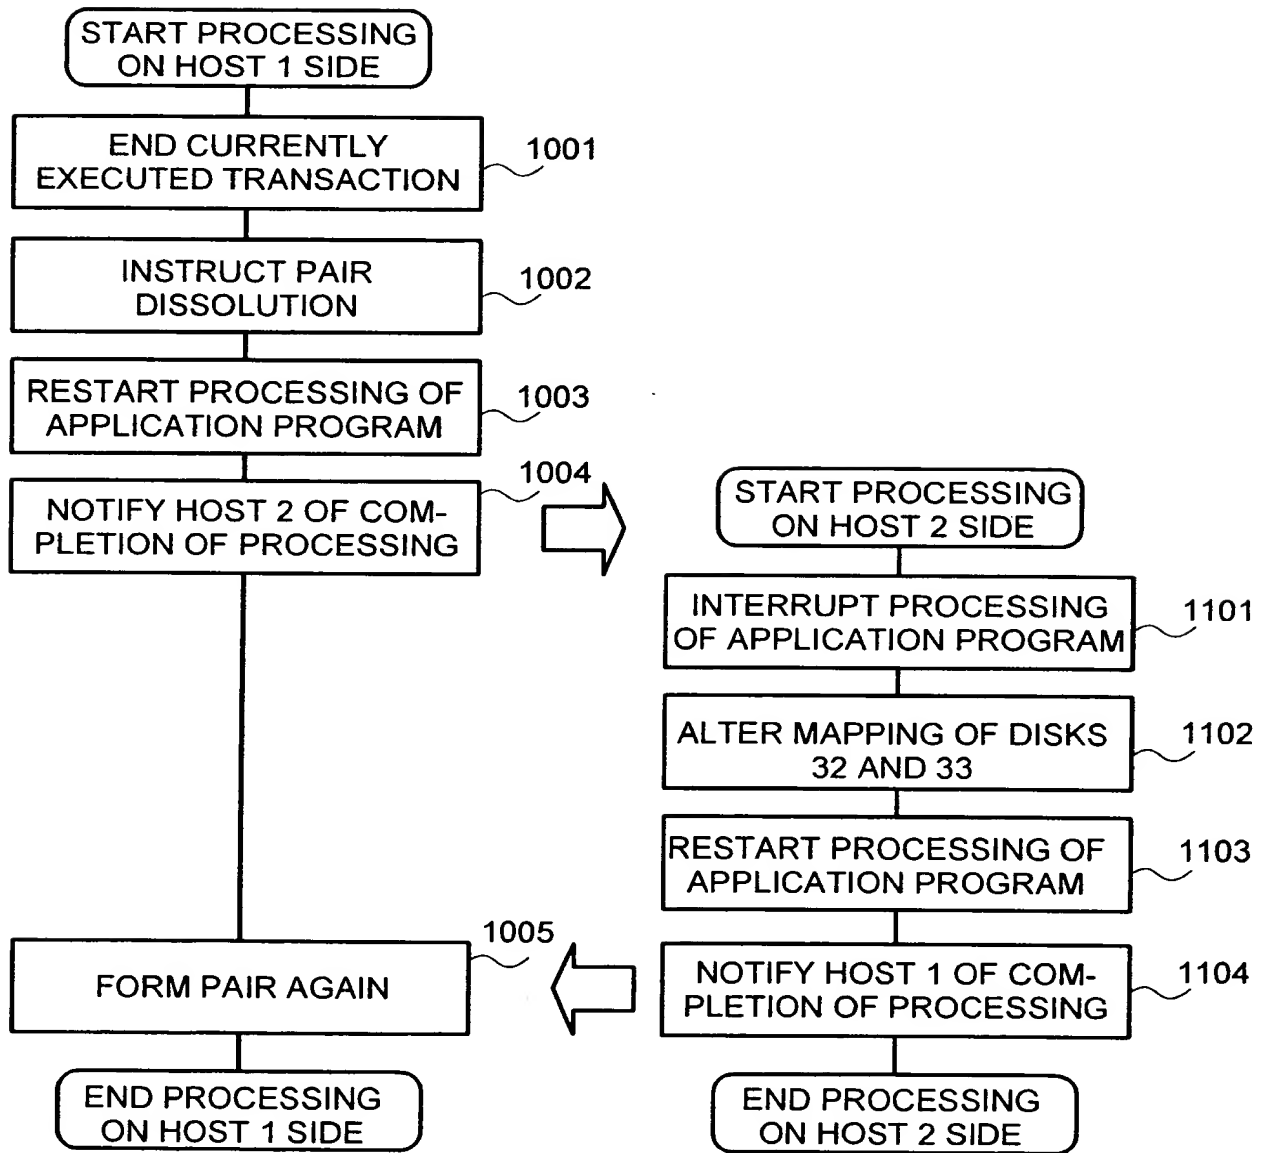 START PROCESSING
ON HOST 1 SIDE
END CURRENTLY
EXECUTED TRANSACTION
1001
INSTRUCT PAIR
DISSOLUTION
1002
RESTART PROCESSING OF
APPLICATION PROGRAM
1003
NOTIFY HOST 2 OF COM-
PLETION OF PROCESSING
1004
START PROCESSING
ON HOST 2 SIDE
INTERRUPT PROCESSING
OF APPLICATION PROGRAM
1101
ALTER MAPPING OF DISKS
32 AND 33
1102
RESTART PROCESSING OF
APPLICATION PROGRAM
1103
NOTIFY HOST 1 OF COM-
PLETION OF PROCESSING
1104
FORM PAIR AGAIN
1005
END PROCESSING
ON HOST 1 SIDE
END PROCESSING
ON HOST 2 SIDE